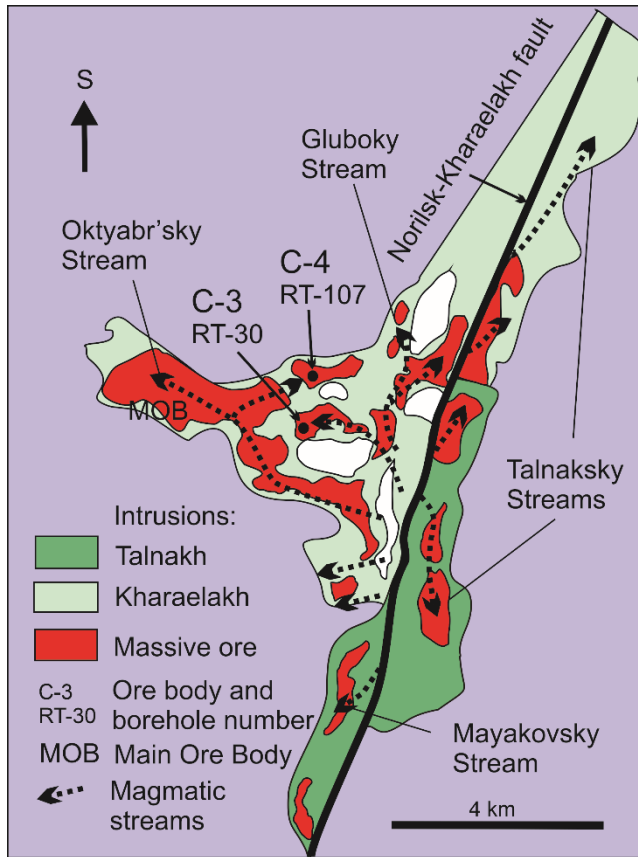 S
Gluboky
Stream
Norilsk-Kharaelakh fault
Oktyabr'sky
Stream
C-4
RT-107
C-3
RT-30
MOB
Talnaksky
Streams
Intrusions:
Talnakh
Kharaelakh
Massive ore
C-3
RT-30
Ore body and
borehole number
MOB
Main Ore Body
Magmatic
streams
Mayakovsky
Stream
4 km